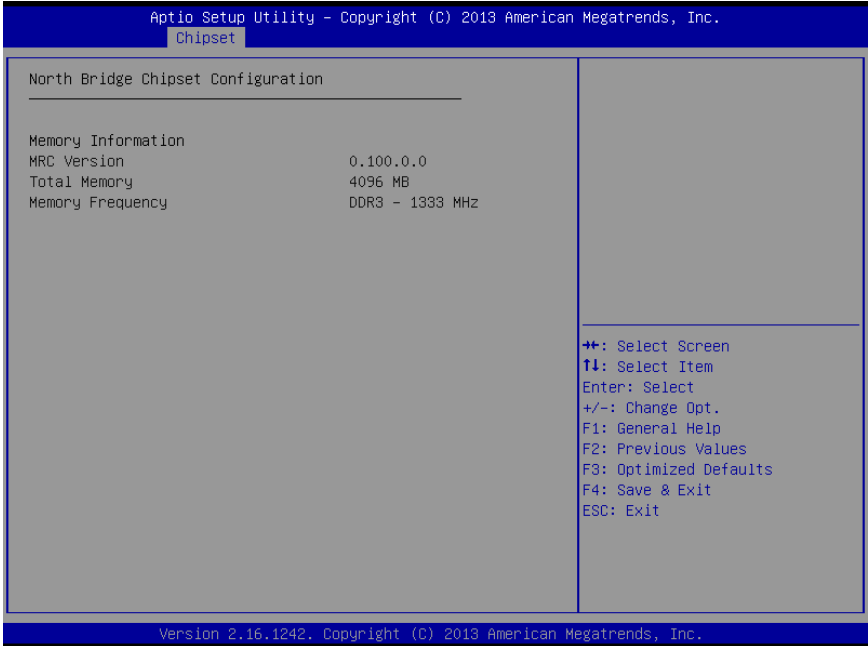 Aptio Setup Utility – Copyright (C) 2013 American Megatrends, Inc.
Chipset
North Bridge Chipset Configuration
Memory Information
MRC Version 0.100.0.0
Total Memory 4096 MB
Memory Frequency DDR3 – 1333 MHz
→←: Select Screen
↑↓: Select Item
Enter: Select
+/-: Change Opt.
F1: General Help
F2: Previous Values
F3: Optimized Defaults
F4: Save & Exit
ESC: Exit
Version 2.16.1242. Copyright (C) 2013 American Megatrends, Inc.